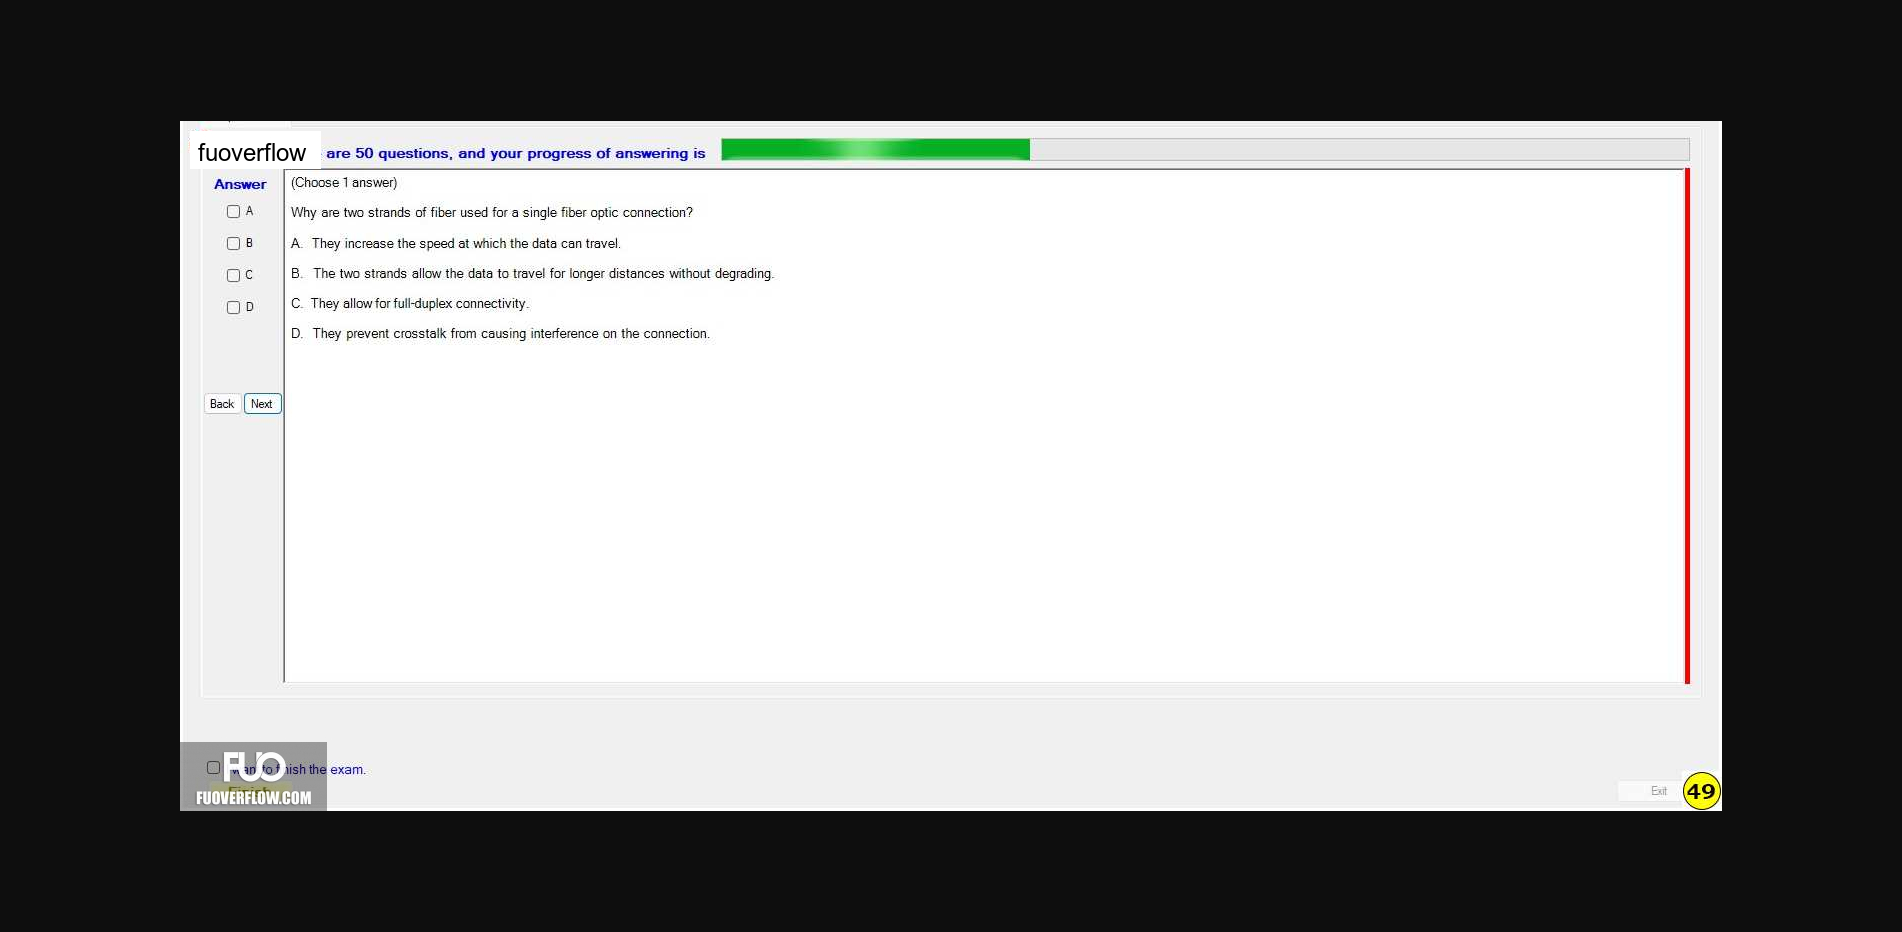 fuoverflow are 50 questions, and your progress of answering is
Answer
(Choose 1 answer)
A
Why are two strands of fiber used for a single fiber optic connection?
B
A. They increase the speed at which the data can travel.
C
B. The two strands allow the data to travel for longer distances without degrading.
D
C. They allow for full-duplex connectivity.
D. They prevent crosstalk from causing interference on the connection.
Back Next
FUO
I want to finish the exam.
Finish
FUOVERFLOW.COM
Exit
49